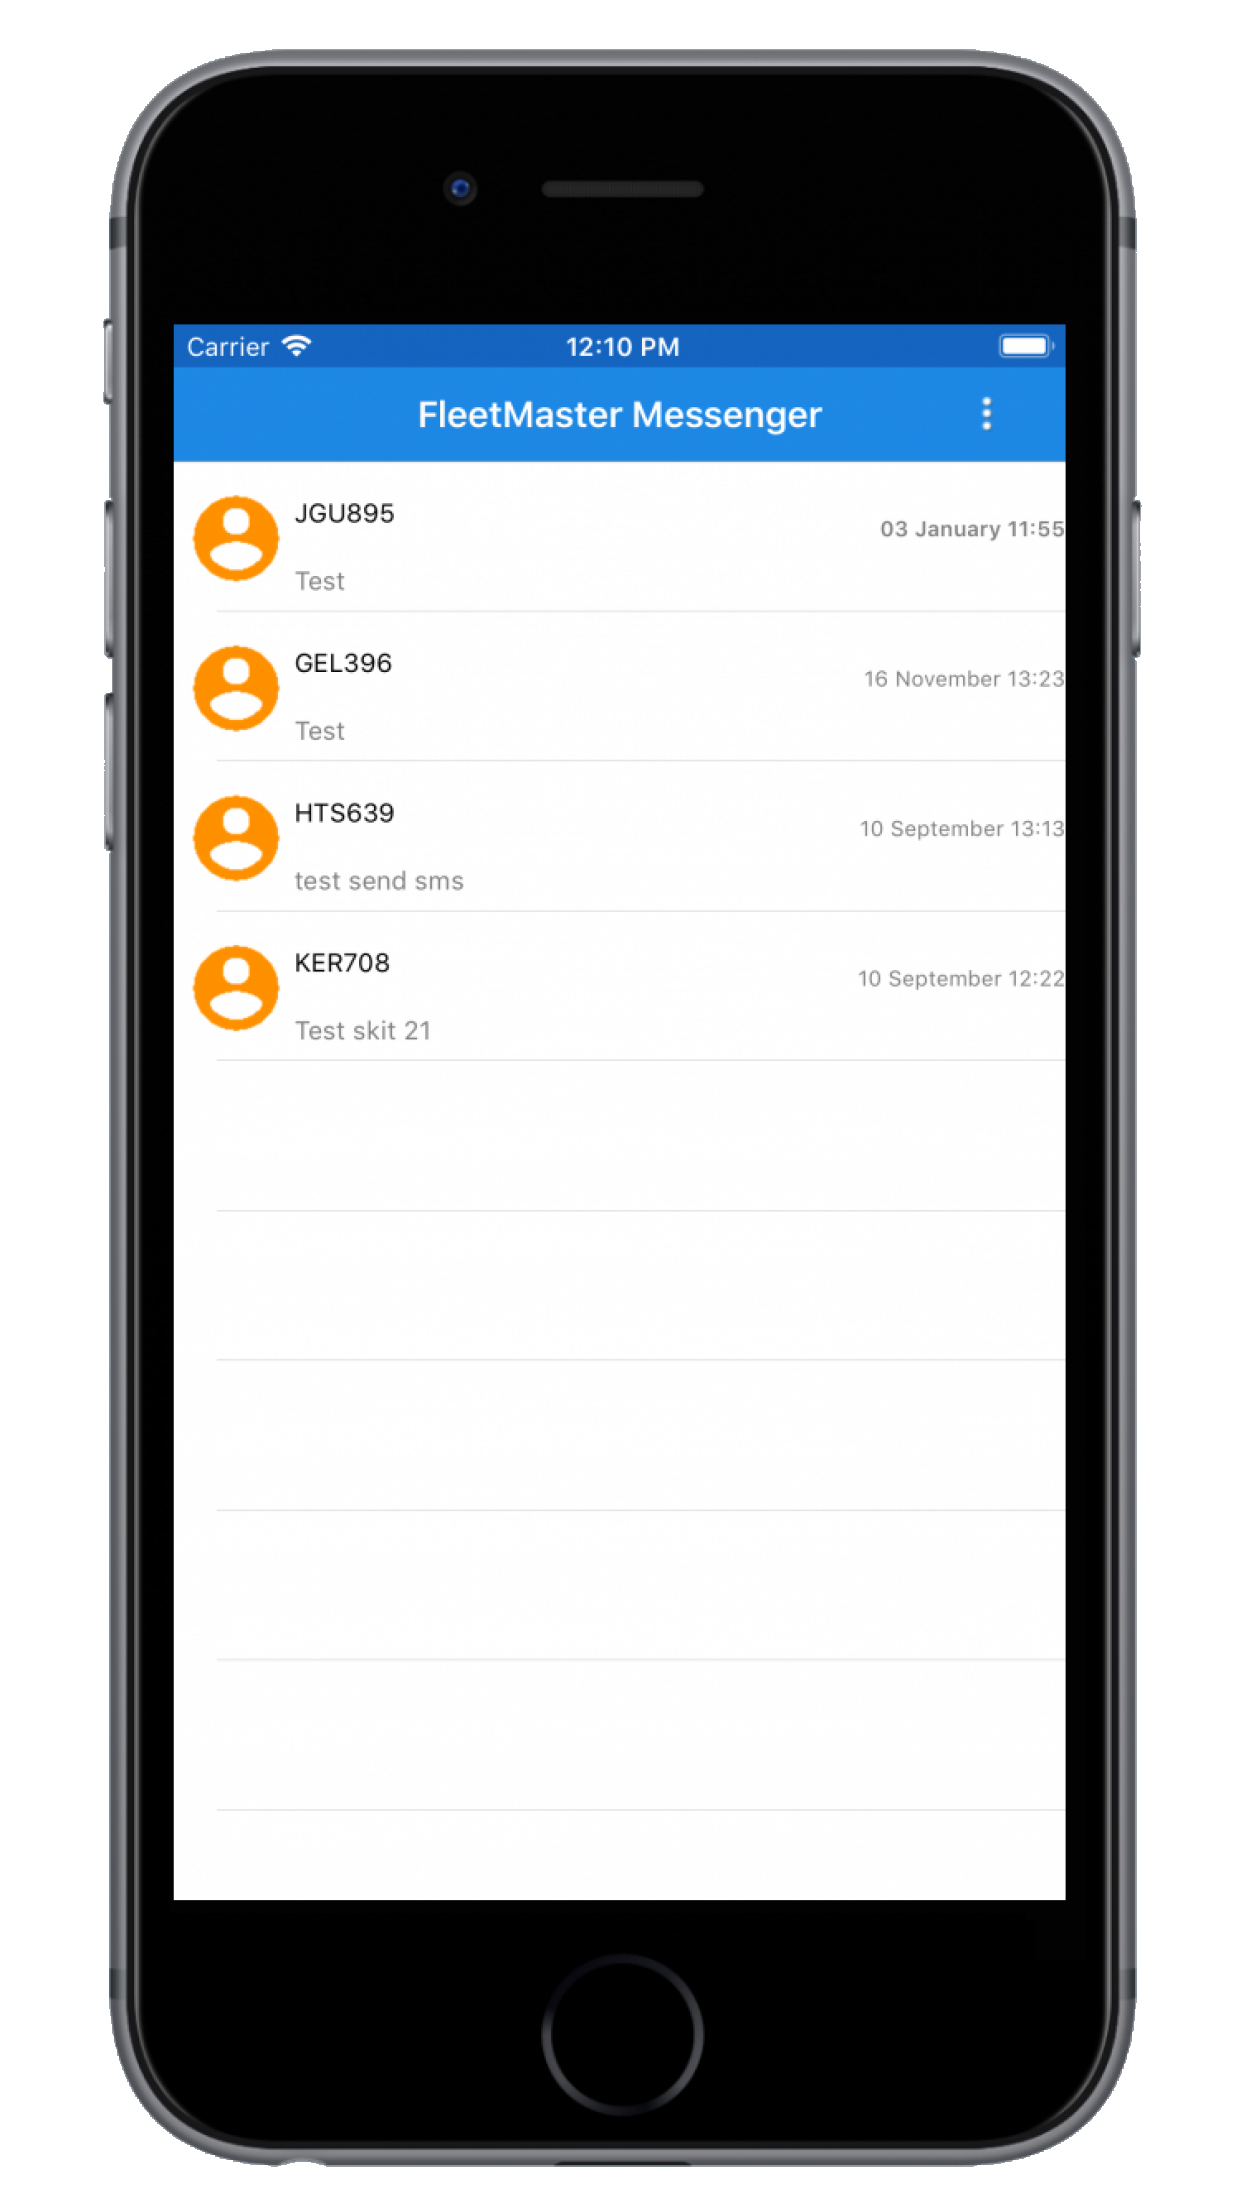 Carrier 12:10 PM
FleetMaster Messenger
JGU895
03 January 11:55
Test
GEL396
16 November 13:23
Test
HTS639
10 September 13:13
test send sms
KER708
10 September 12:22
Test skit 21